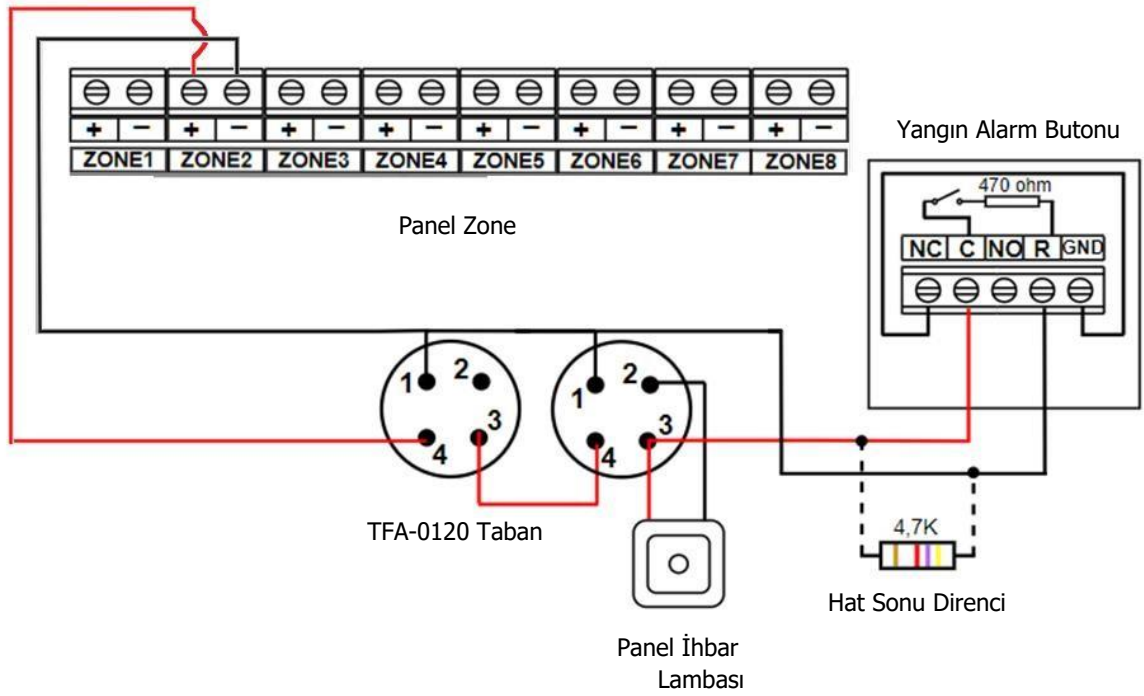 + − + − + − + − + − + − + − + −
ZONE1 ZONE2 ZONE3 ZONE4 ZONE5 ZONE6 ZONE7 ZONE8
Panel Zone
Yangın Alarm Butonu
470 ohm
NC C NO R GND
1 2
3
4
1 2
3
4
TFA-0120 Taban
4,7K
Hat Sonu Direnci
Panel İhbar
Lambası